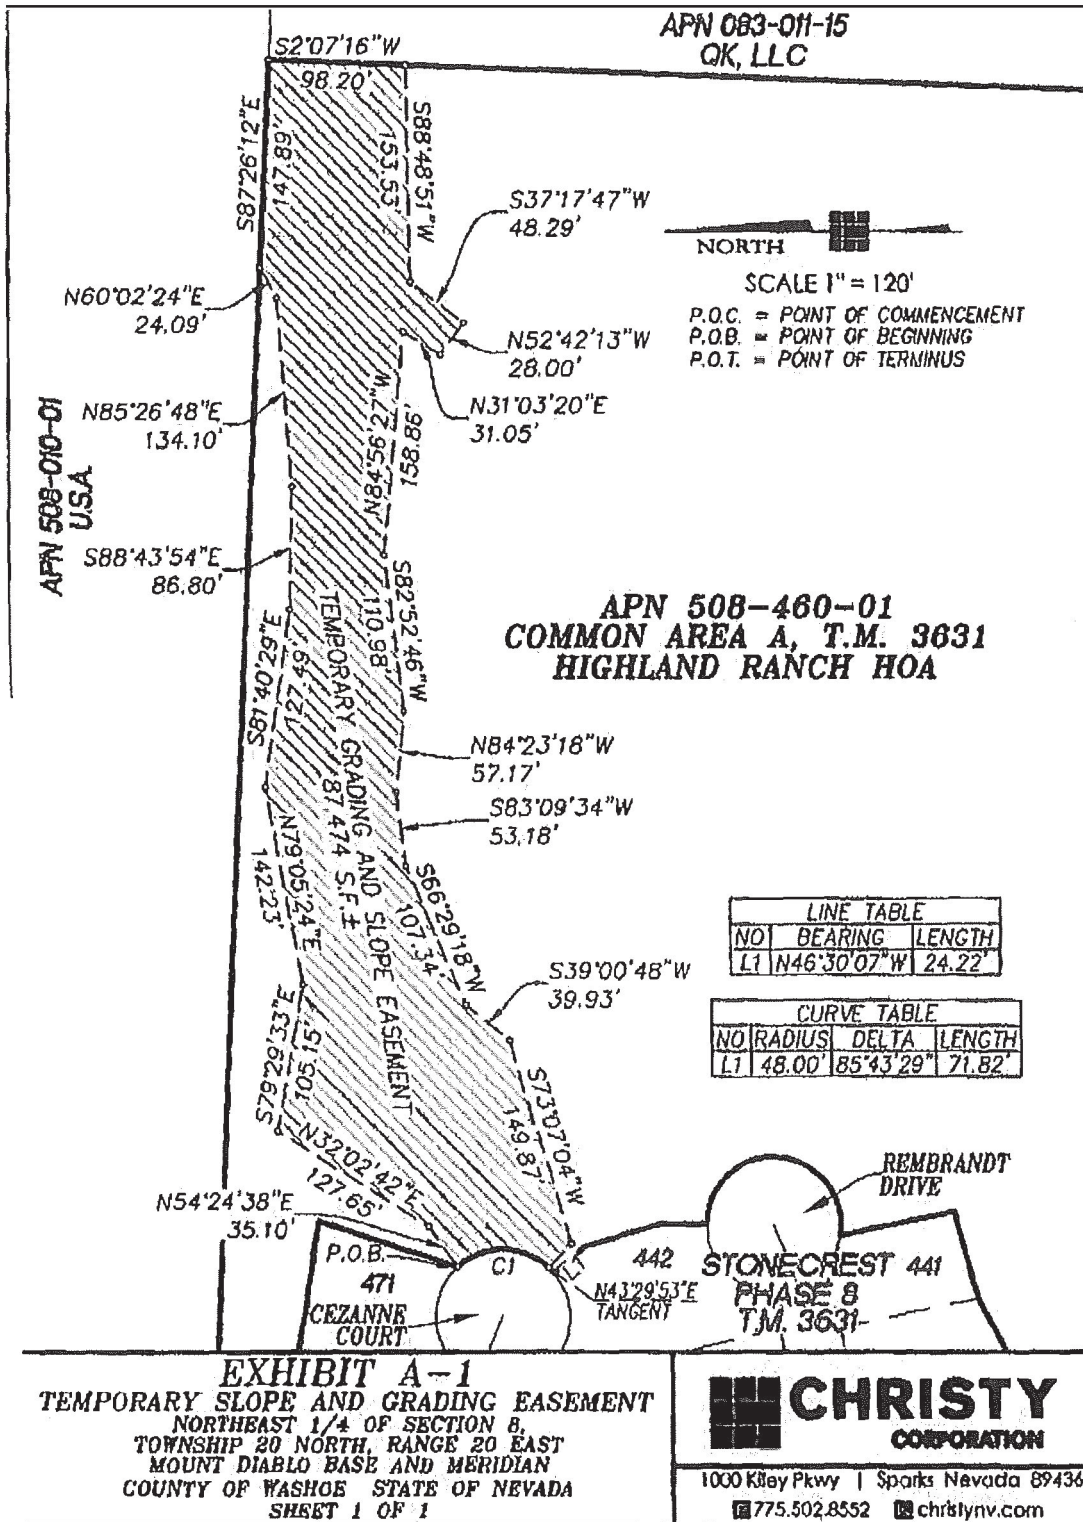 APN 083-011-15
QK, LLC
S2°07'16"W
98.20'
S87°26'12"E
147.89'
S88°48'51"W
153.53'
S37°17'47"W
48.29'
NORTH
SCALE 1" = 120'
P.O.C. = POINT OF COMMENCEMENT
P.O.B. = POINT OF BEGINNING
P.O.T. = POINT OF TERMINUS
N60°02'24"E
24.09'
N52°42'13"W
28.00'
N31°03'20"E
31.05'
N85°26'48"E
134.10'
N84°56'27"W
158.86'
APN 508-010-01
U.S.A.
S88°43'54"E
86.80'
S82°52'46"W
110.98'
APN 508-460-01
COMMON AREA A, T.M. 3631
HIGHLAND RANCH HOA
S81°40'29"E
127.49'
TEMPORARY GRADING AND SLOPE EASEMENT
87,474 S.F.±
N84°23'18"W
57.17'
S83°09'34"W
53.18'
N79°05'24"E
142.23'
S66°29'18"W
107.34'
S39°00'48"W
39.93'
LINE TABLE
NO BEARING LENGTH
L1 N46°30'07"W 24.22'
CURVE TABLE
NO RADIUS DELTA LENGTH
L1 48.00' 85°43'29" 71.82'
S79°29'33"E
105.15'
S73°07'04"W
149.87'
N32°02'42"E
127.65'
N54°24'38"E
35.10'
P.O.B.
471
CEZANNE
COURT
C1
N43°29'53"E
TANGENT
442
REMBRANDT
DRIVE
STONECREST 441
PHASE 8
T.M. 3631
EXHIBIT A-1
TEMPORARY SLOPE AND GRADING EASEMENT
NORTHEAST 1/4 OF SECTION 8,
TOWNSHIP 20 NORTH, RANGE 20 EAST
MOUNT DIABLO BASE AND MERIDIAN
COUNTY OF WASHOE STATE OF NEVADA
SHEET 1 OF 1
CHRISTY
CORPORATION
1000 Kiley Pkwy | Sparks Nevada 89436
775.502.8552 christynv.com